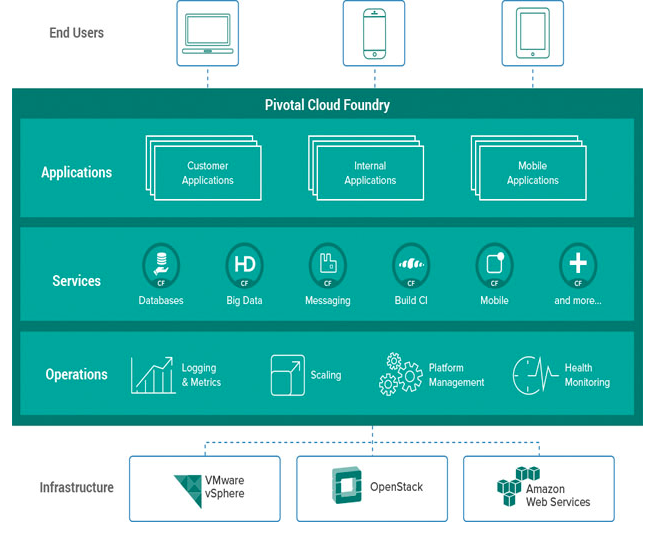 End Users
Pivotal Cloud Foundry
Applications
Customer
Applications
Internal
Applications
Mobile
Applications
Services
CF
Databases
HD
CF
Big Data
CF
Messaging
CF
Build CI
CF
Mobile
CF
and more...
Operations
Logging
& Metrics
Scaling
Platform
Management
Health
Monitoring
Infrastructure
VMware
vSphere
OpenStack
Amazon
Web Services